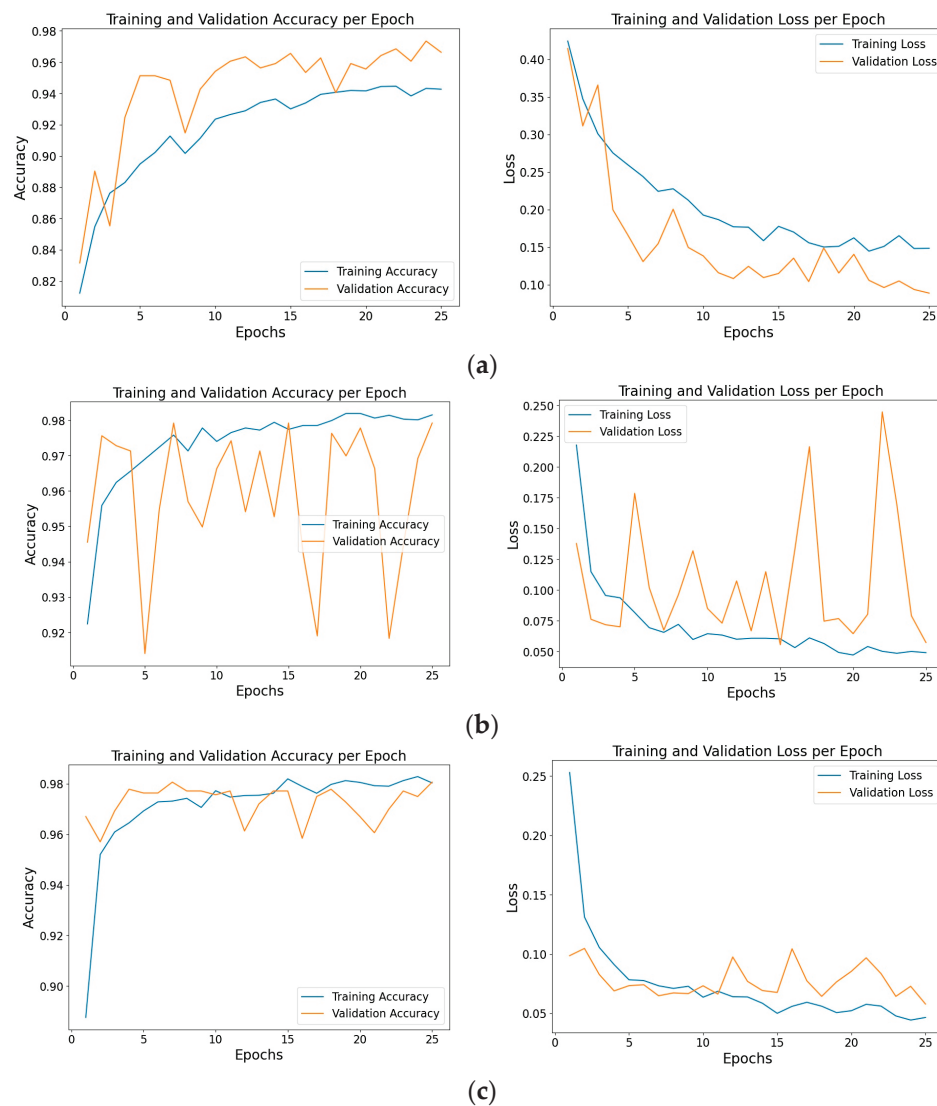 Training and Validation Accuracy per Epoch
0.98
0.96
0.94
0.92
0.90
0.88
0.86
0.84
0.82
Accuracy
Training Accuracy
Validation Accuracy
0 5 10 15 20 25
Epochs
Training and Validation Loss per Epoch
0.40
0.35
0.30
0.25
0.20
0.15
0.10
Loss
Training Loss
Validation Loss
0 5 10 15 20 25
Epochs
(a)
Training and Validation Accuracy per Epoch
0.98
0.97
0.96
0.95
0.94
0.93
0.92
Accuracy
Training Accuracy
Validation Accuracy
0 5 10 15 20 25
Epochs
Training and Validation Loss per Epoch
0.250
0.225
0.200
0.175
0.150
0.125
0.100
0.075
0.050
Loss
Training Loss
Validation Loss
0 5 10 15 20 25
Epochs
(b)
Training and Validation Accuracy per Epoch
0.98
0.96
0.94
0.92
0.90
Accuracy
Training Accuracy
Validation Accuracy
0 5 10 15 20 25
Epochs
Training and Validation Loss per Epoch
0.25
0.20
0.15
0.10
0.05
Loss
Training Loss
Validation Loss
0 5 10 15 20 25
Epochs
(c)